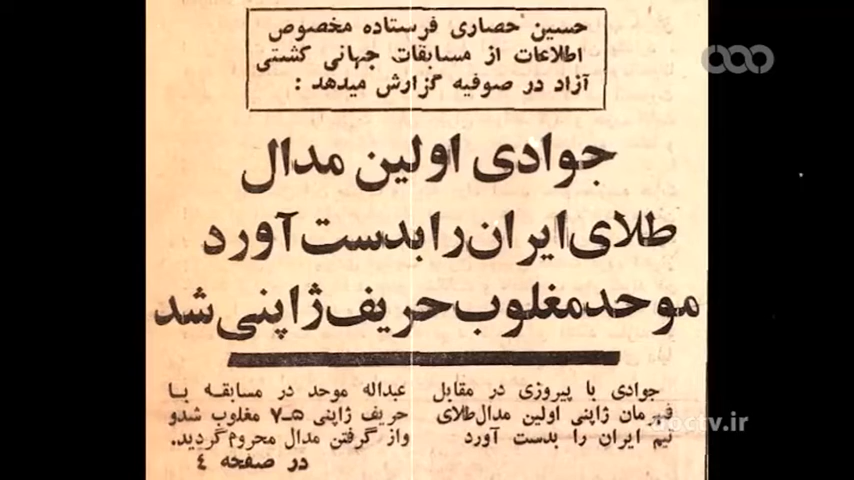 حسین حصاری فرستاده مخصوص
اطلاعات از مسابقات جهانی کشتی
آزاد در صوفیه گزارش میدهد :
جوادی اولین مدال
طلای ایران را بدست آورد
موحد مغلوب حریف ژاپنی شد
جوادی با پیروزی در مقابل
قهرمان ژاپنی اولین مدال طلای
تیم ایران را بدست آورد
عبداله موحد در مسابقه با
حریف ژاپنی ۵-۷ مغلوب شد و
و از گرفتن مدال محروم گردید.
در صفحه ۴